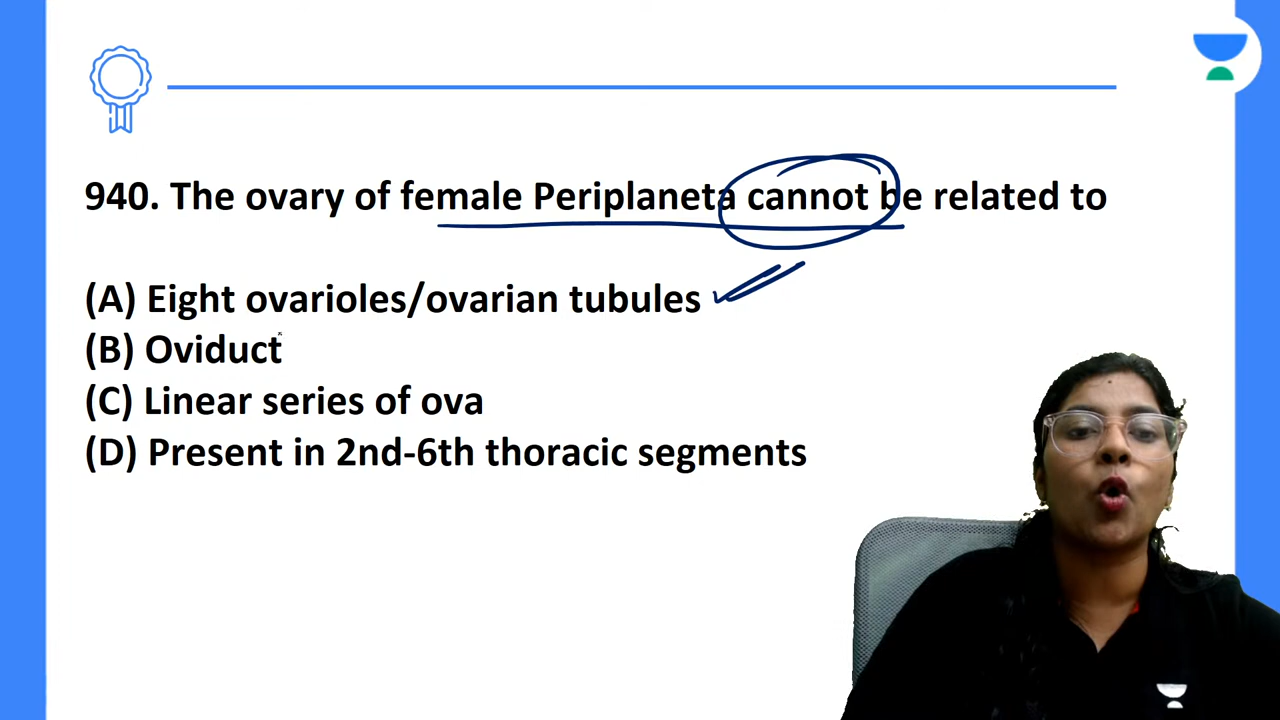 940. The ovary of female Periplaneta cannot be related to
(A) Eight ovarioles/ovarian tubules
(B) Oviduct
(C) Linear series of ova
(D) Present in 2nd-6th thoracic segments